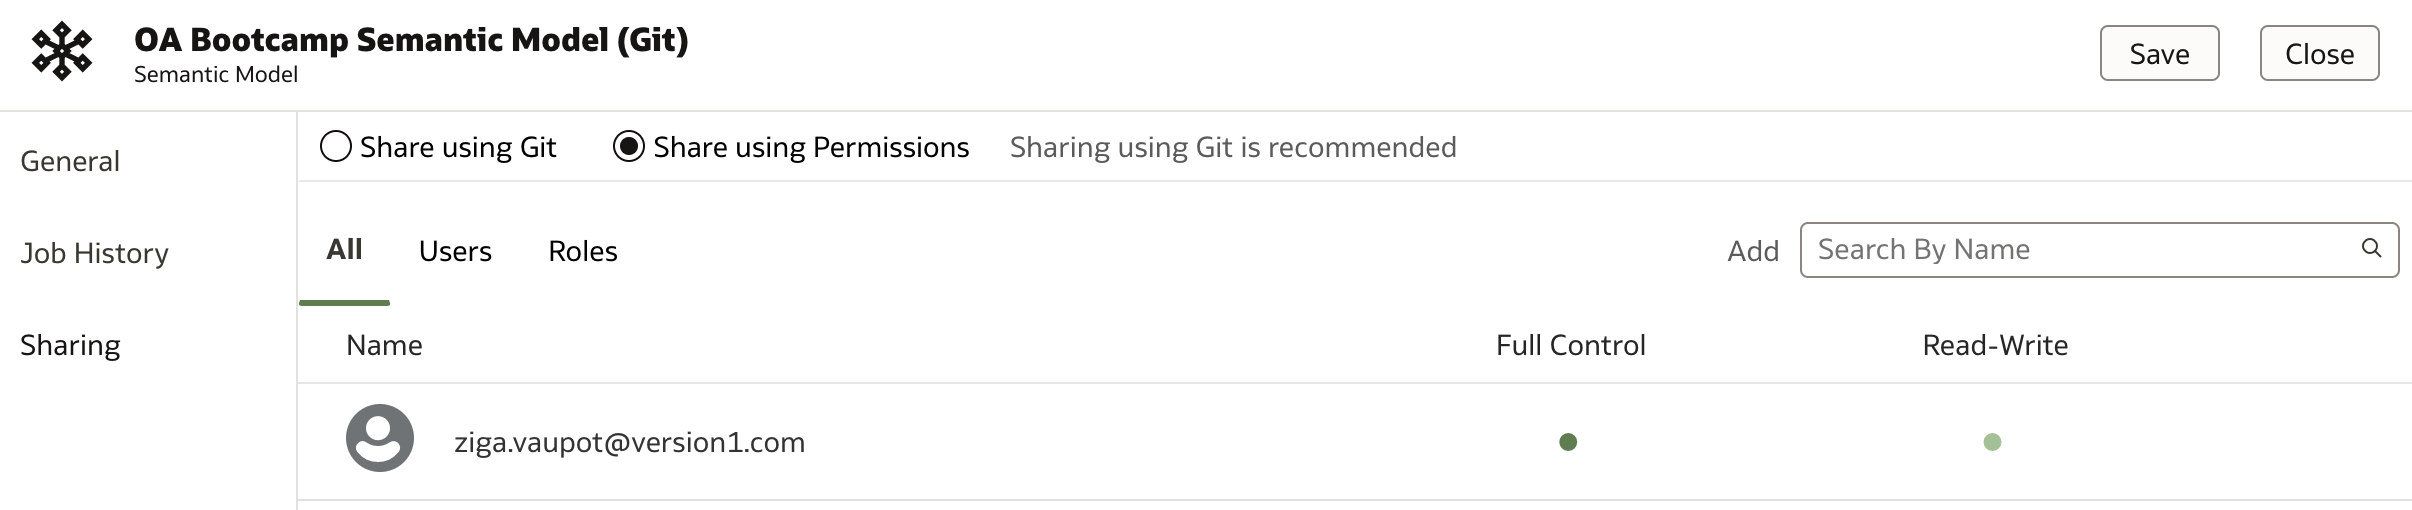 OA Bootcamp Semantic Model (Git)
Semantic Model
Save
Close
General
Job History
Sharing
Share using Git
Share using Permissions
Sharing using Git is recommended
All
Users
Roles
Add
Search By Name
Name
Full Control
Read-Write
ziga.vaupot@version1.com